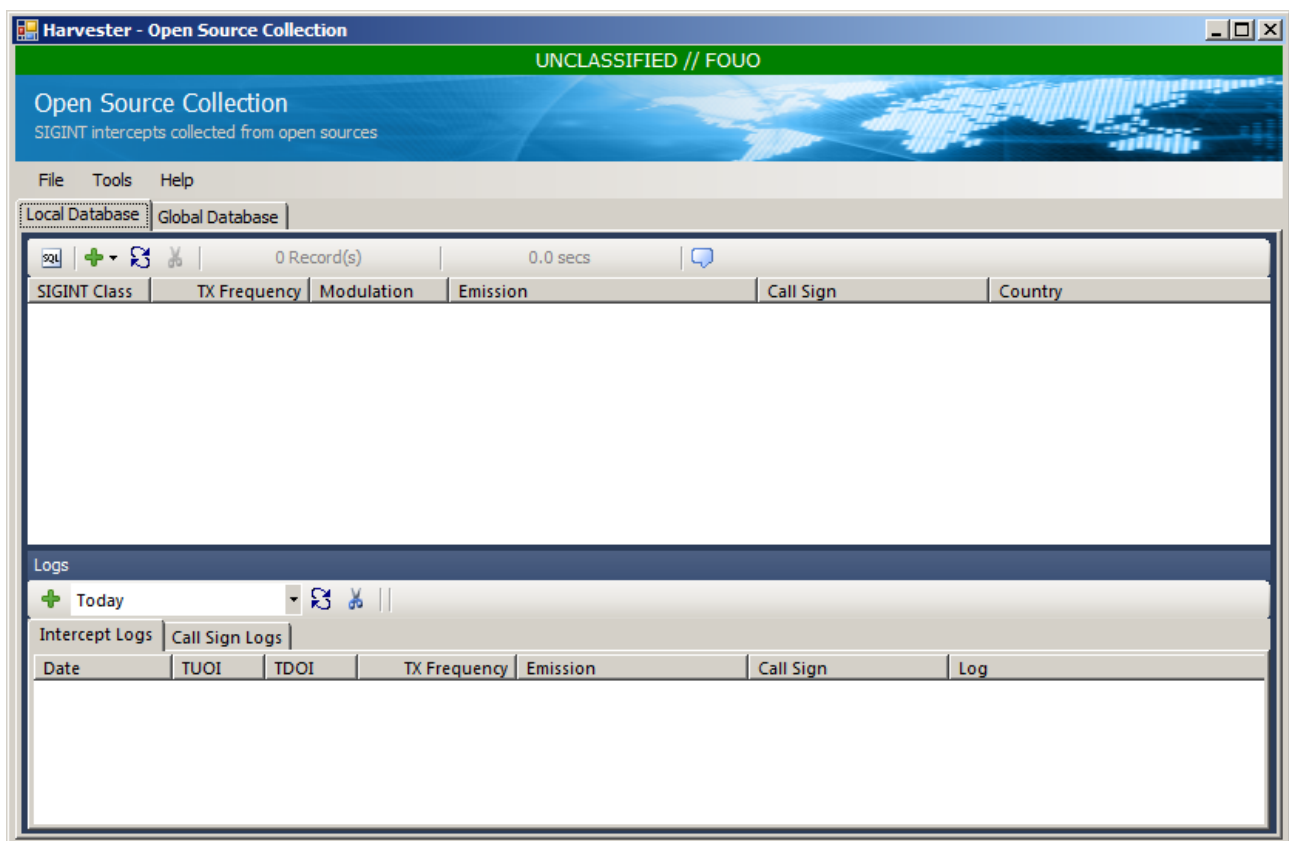 Harvester - Open Source Collection
UNCLASSIFIED // FOUO
Open Source Collection
SIGINT intercepts collected from open sources
File Tools Help
Local Database Global Database
SQL 0 Record(s) 0.0 secs
SIGINT Class TX Frequency Modulation Emission Call Sign Country
Logs
Today
Intercept Logs Call Sign Logs
Date TUOI TDOI TX Frequency Emission Call Sign Log